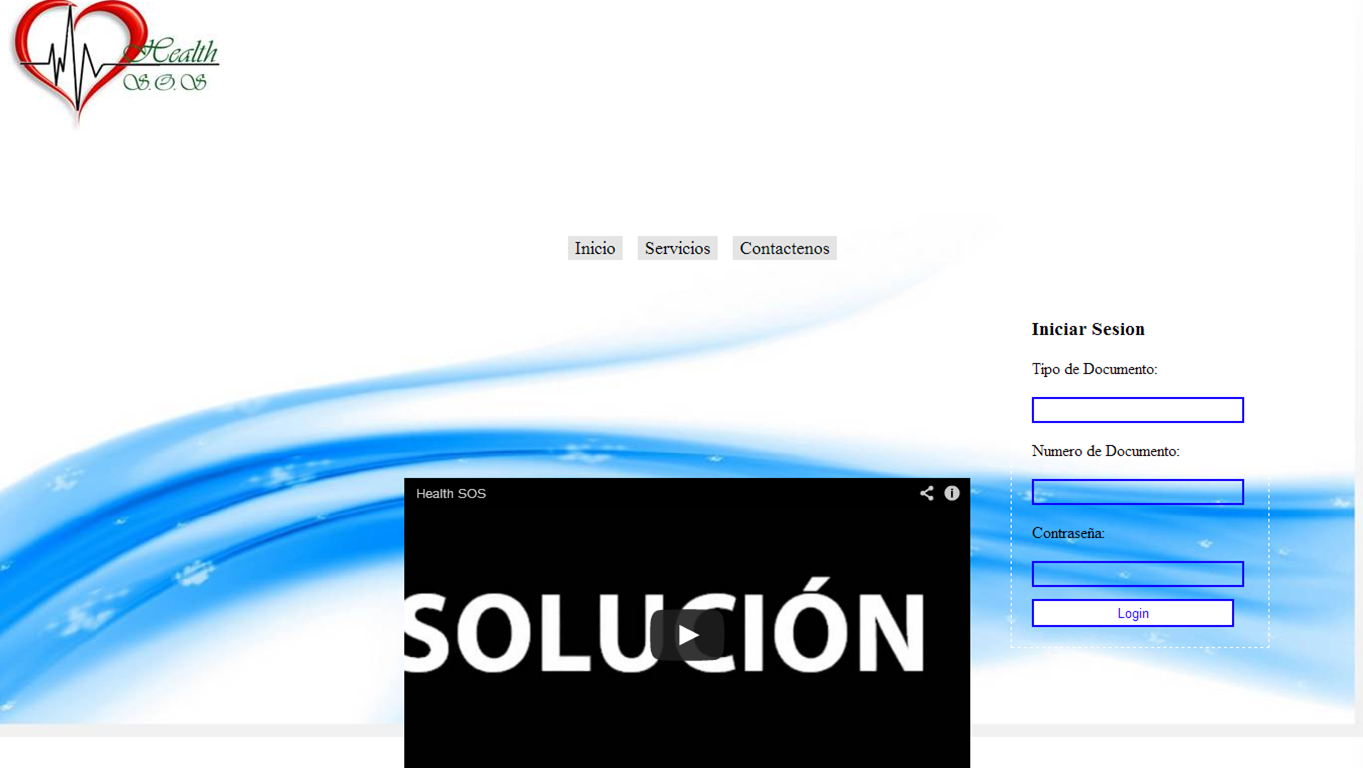 Health
S.O.S
Inicio Servicios Contactenos
Iniciar Sesion
Tipo de Documento:
Numero de Documento:
Contraseña:
Login
Health SOS
SOLUCIÓN